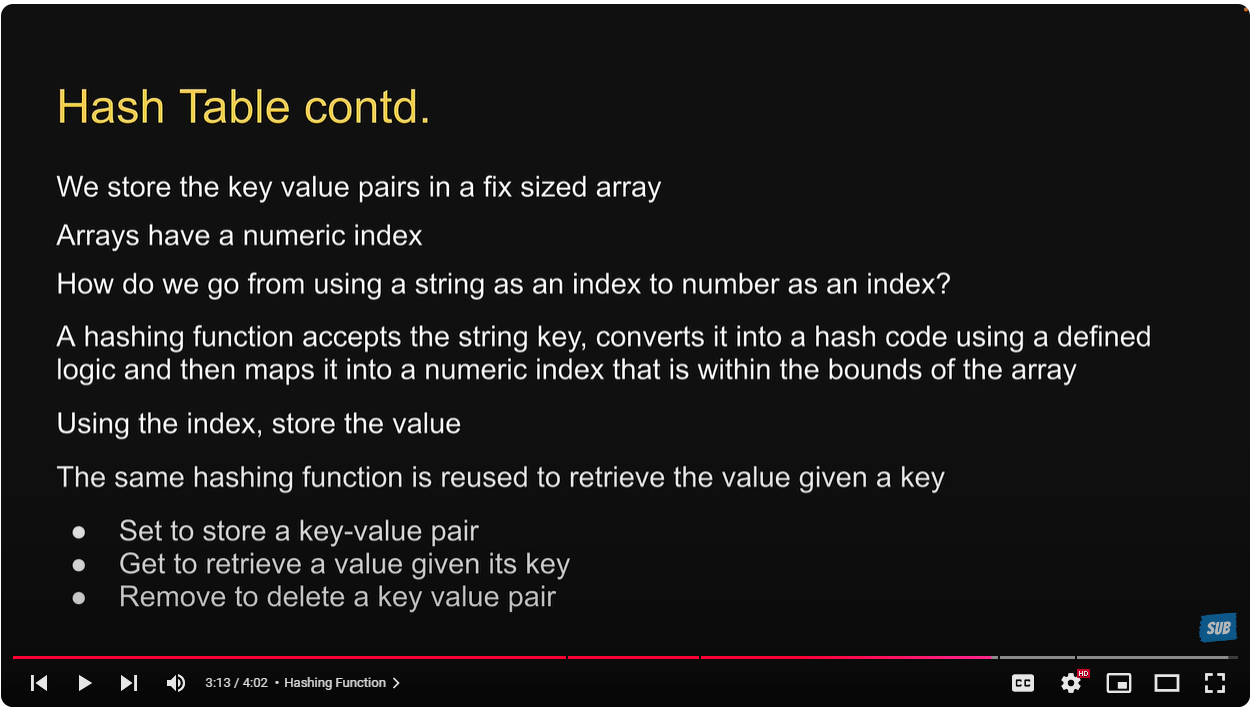 Hash Table contd.
We store the key value pairs in a fix sized array
Arrays have a numeric index
How do we go from using a string as an index to number as an index?
A hashing function accepts the string key, converts it into a hash code using a defined
logic and then maps it into a numeric index that is within the bounds of the array
Using the index, store the value
The same hashing function is reused to retrieve the value given a key
● Set to store a key-value pair
● Get to retrieve a value given its key
● Remove to delete a key value pair
SUB
3:13 / 4:02 • Hashing Function
CC
HD